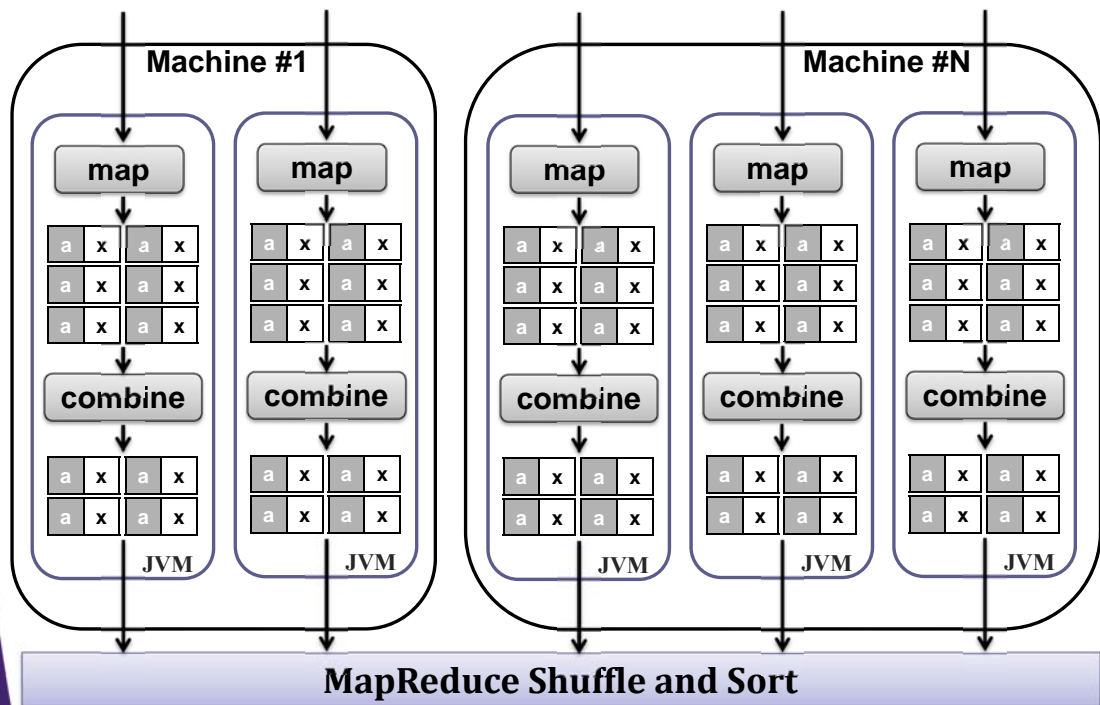 Machine #1
Machine #N
map map map map map
a x a x a x a x a x a x a x a x a x a x
a x a x a x a x a x a x a x a x a x a x
a x a x a x a x a x a x a x a x a x a x
combine combine combine combine combine
a x a x a x a x a x a x a x a x a x a x
a x a x a x a x a x a x a x a x a x a x
JVM JVM JVM JVM JVM
MapReduce Shuffle and Sort